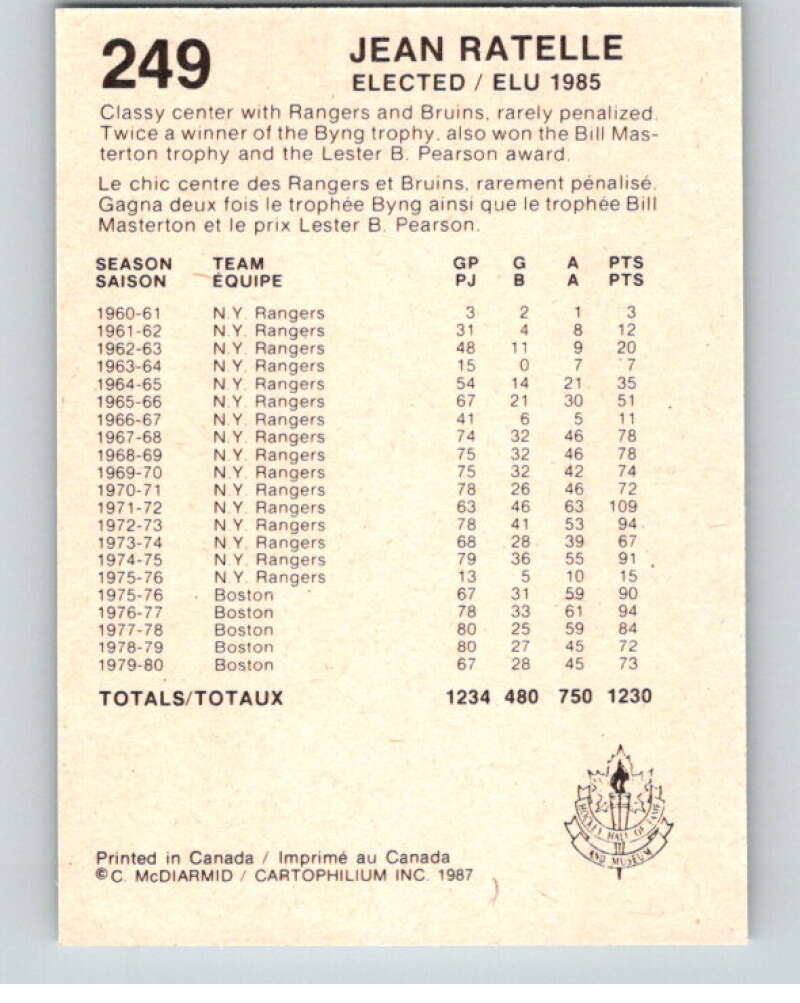 249
JEAN RATELLE
ELECTED / ELU 1985
Classy center with Rangers and Bruins, rarely penalized.
Twice a winner of the Byng trophy, also won the Bill Mas-
terton trophy and the Lester B. Pearson award.
Le chic centre des Rangers et Bruins, rarement pénalisé.
Gagna deux fois le trophée Byng ainsi que le trophée Bill
Masterton et le prix Lester B. Pearson.
SEASON TEAM GP G A PTS
SAISON ÉQUIPE PJ B A PTS
1960-61 N.Y. Rangers 3 2 1 3
1961-62 N.Y. Rangers 31 4 8 12
1962-63 N.Y. Rangers 48 11 9 20
1963-64 N.Y. Rangers 15 0 7 7
1964-65 N.Y. Rangers 54 14 21 35
1965-66 N.Y. Rangers 67 21 30 51
1966-67 N.Y. Rangers 41 6 5 11
1967-68 N.Y. Rangers 74 32 46 78
1968-69 N.Y. Rangers 75 32 46 78
1969-70 N.Y. Rangers 75 32 42 74
1970-71 N.Y. Rangers 78 26 46 72
1971-72 N.Y. Rangers 63 46 63 109
1972-73 N.Y. Rangers 78 41 53 94
1973-74 N.Y. Rangers 68 28 39 67
1974-75 N.Y. Rangers 79 36 55 91
1975-76 N.Y. Rangers 13 5 10 15
1975-76 Boston 67 31 59 90
1976-77 Boston 78 33 61 94
1977-78 Boston 80 25 59 84
1978-79 Boston 80 27 45 72
1979-80 Boston 67 28 45 73
TOTALS/TOTAUX 1234 480 750 1230
HOCKEY HALL OF FAME
AND MUSEUM
Printed in Canada / Imprimé au Canada
©C. McDIARMID / CARTOPHILIUM INC. 1987